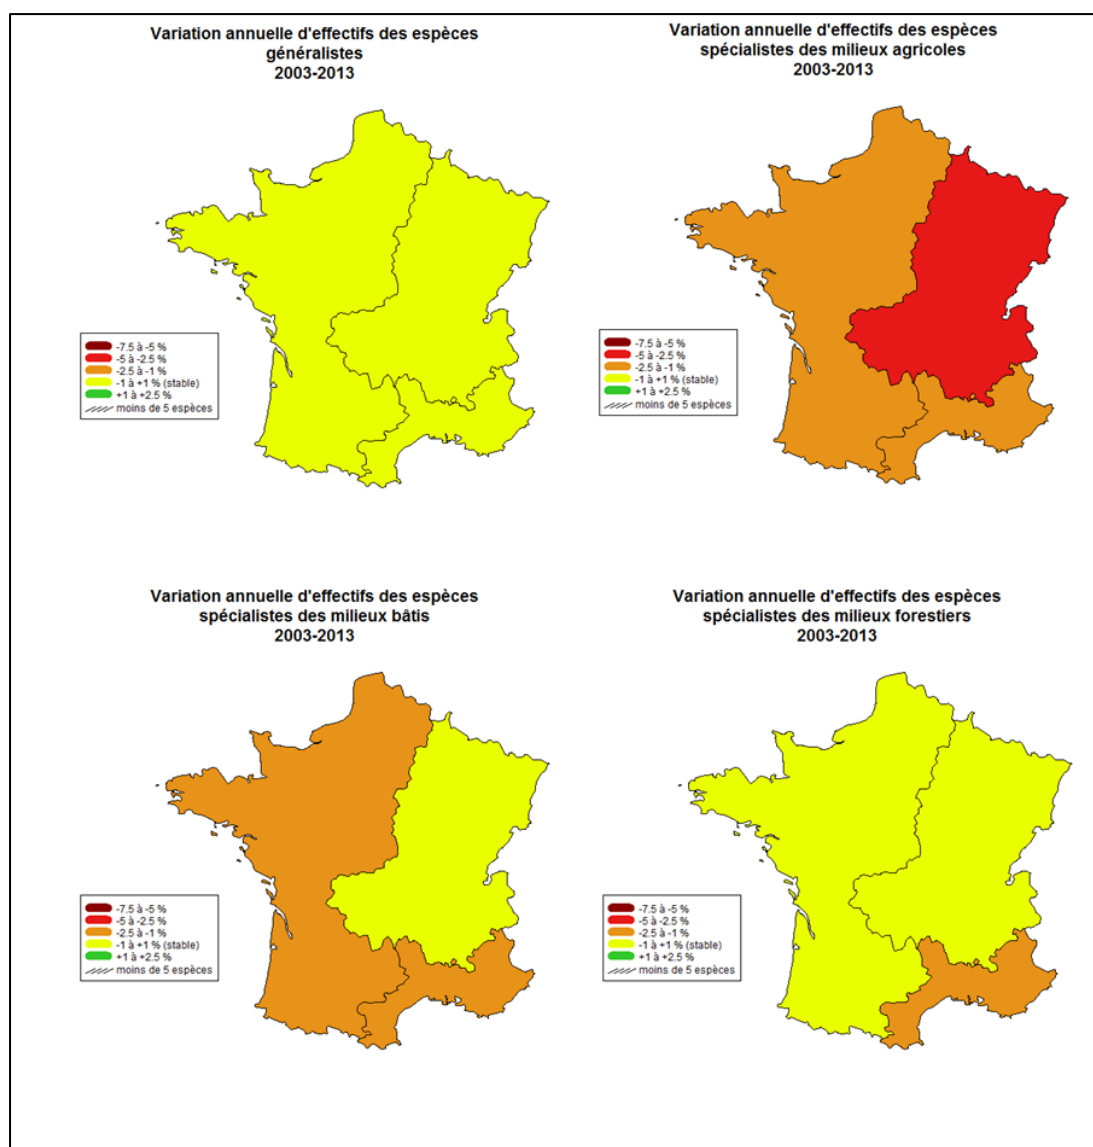 Variation annuelle d'effectifs des espèces
généralistes
2003-2013
-7.5 à -5 %
-5 à -2.5 %
-2.5 à -1 %
-1 à +1 % (stable)
+1 à +2.5 %
moins de 5 espèces
Variation annuelle d'effectifs des espèces
spécialistes des milieux agricoles
2003-2013
-7.5 à -5 %
-5 à -2.5 %
-2.5 à -1 %
-1 à +1 % (stable)
+1 à +2.5 %
moins de 5 espèces
Variation annuelle d'effectifs des espèces
spécialistes des milieux bâtis
2003-2013
-7.5 à -5 %
-5 à -2.5 %
-2.5 à -1 %
-1 à +1 % (stable)
+1 à +2.5 %
moins de 5 espèces
Variation annuelle d'effectifs des espèces
spécialistes des milieux forestiers
2003-2013
-7.5 à -5 %
-5 à -2.5 %
-2.5 à -1 %
-1 à +1 % (stable)
+1 à +2.5 %
moins de 5 espèces